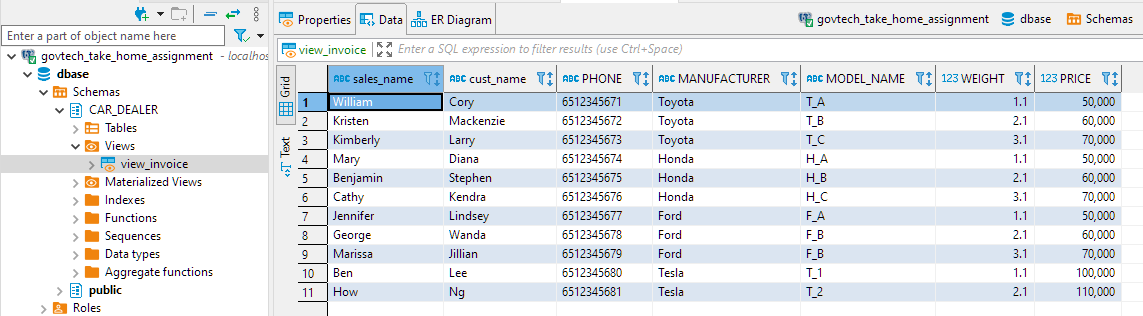 Properties Data ER Diagram govtech_take_home_assignment dbase Schemas
Enter a part of object name here
view_invoice Enter a SQL expression to filter results (use Ctrl+Space)
govtech_take_home_assignment - localhos
dbase
Schemas
CAR_DEALER
Tables
Views
view_invoice
Materialized Views
Indexes
Functions
Sequences
Data types
Aggregate functions
public
Roles
Grid
Text
ABC sales_name ABC cust_name ABC PHONE ABC MANUFACTURER ABC MODEL_NAME 123 WEIGHT 123 PRICE
1 William Cory 6512345671 Toyota T_A 1.1 50,000
2 Kristen Mackenzie 6512345672 Toyota T_B 2.1 60,000
3 Kimberly Larry 6512345673 Toyota T_C 3.1 70,000
4 Mary Diana 6512345674 Honda H_A 1.1 50,000
5 Benjamin Stephen 6512345675 Honda H_B 2.1 60,000
6 Cathy Kendra 6512345676 Honda H_C 3.1 70,000
7 Jennifer Lindsey 6512345677 Ford F_A 1.1 50,000
8 George Wanda 6512345678 Ford F_B 2.1 60,000
9 Marissa Jillian 6512345679 Ford F_B 3.1 70,000
10 Ben Lee 6512345680 Tesla T_1 1.1 100,000
11 How Ng 6512345681 Tesla T_2 2.1 110,000